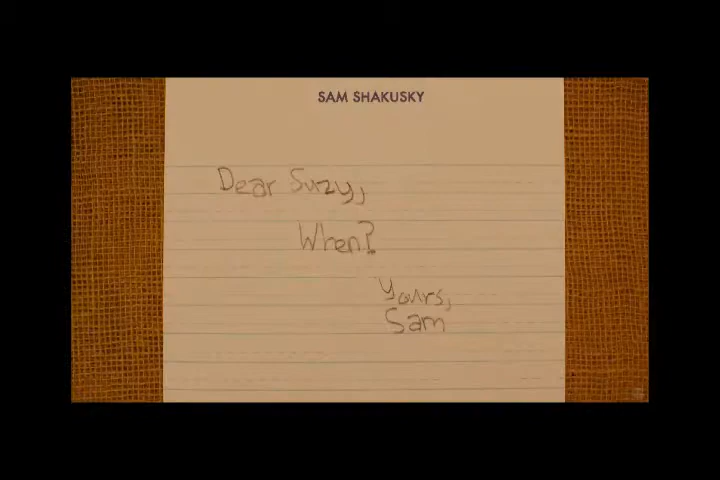 SAM SHAKUSKY
Dear Suzy,
When?
Yours,
Sam